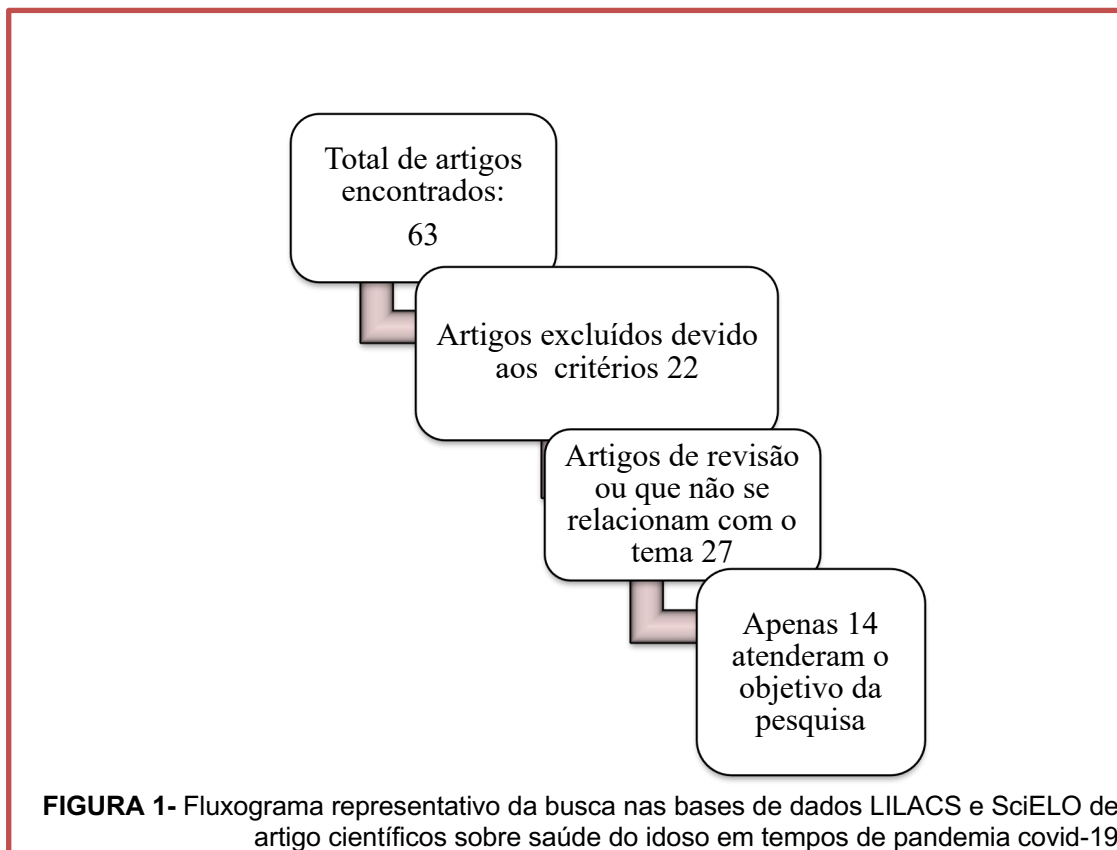 Total de artigos
encontrados:
63
Artigos excluídos devido
aos critérios 22
Artigos de revisão
ou que não se
relacionam com o
tema 27
Apenas 14
atenderam o
objetivo da
pesquisa
FIGURA 1- Fluxograma representativo da busca nas bases de dados LILACS e SciELO de
artigo científicos sobre saúde do idoso em tempos de pandemia covid-19